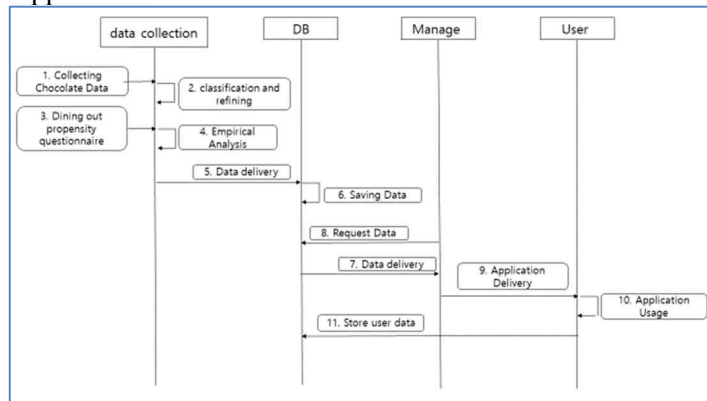 data collection
DB
Manage
User
1. Collecting
Chocolate Data
2. classification and
refining
3. Dining out
propensity
questionnaire
4. Empirical
Analysis
5. Data delivery
6. Saving Data
8. Request Data
7. Data delivery
9. Application
Delivery
10. Application
Usage
11. Store user data